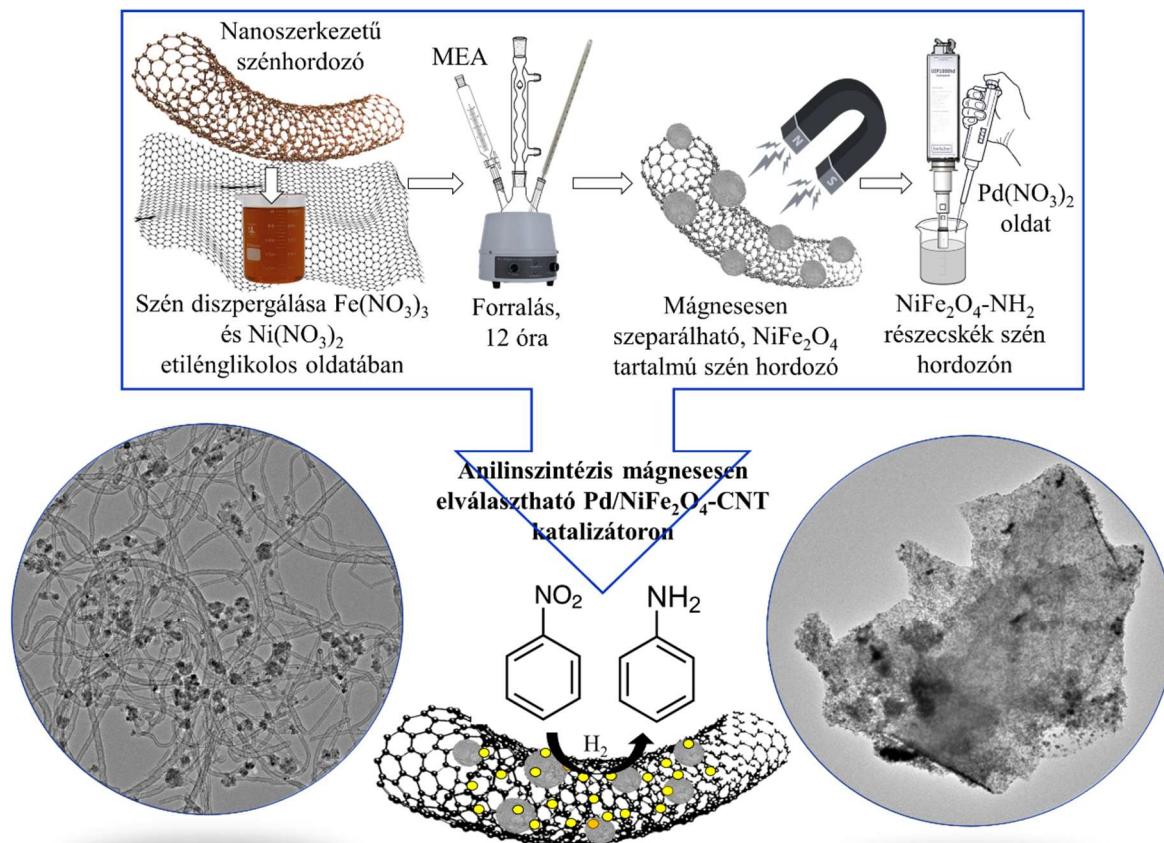 Nanoszerkezetű
szénhordozó
MEA
N
S
Pd(NO₃)₂
oldat
Szén diszpergálása Fe(NO₃)₃
és Ni(NO₃)₂
etilénglikolos oldatában
Forralás,
12 óra
Mágnesesen
szeparálható, NiFe₂O₄
tartalmú szén hordozó
NiFe₂O₄-NH₂
részecskék szén
hordozón
Anilinszintézis mágnesesen
elválasztható Pd/NiFe₂O₄-CNT
katalizátoron
NO₂
NH₂
H₂